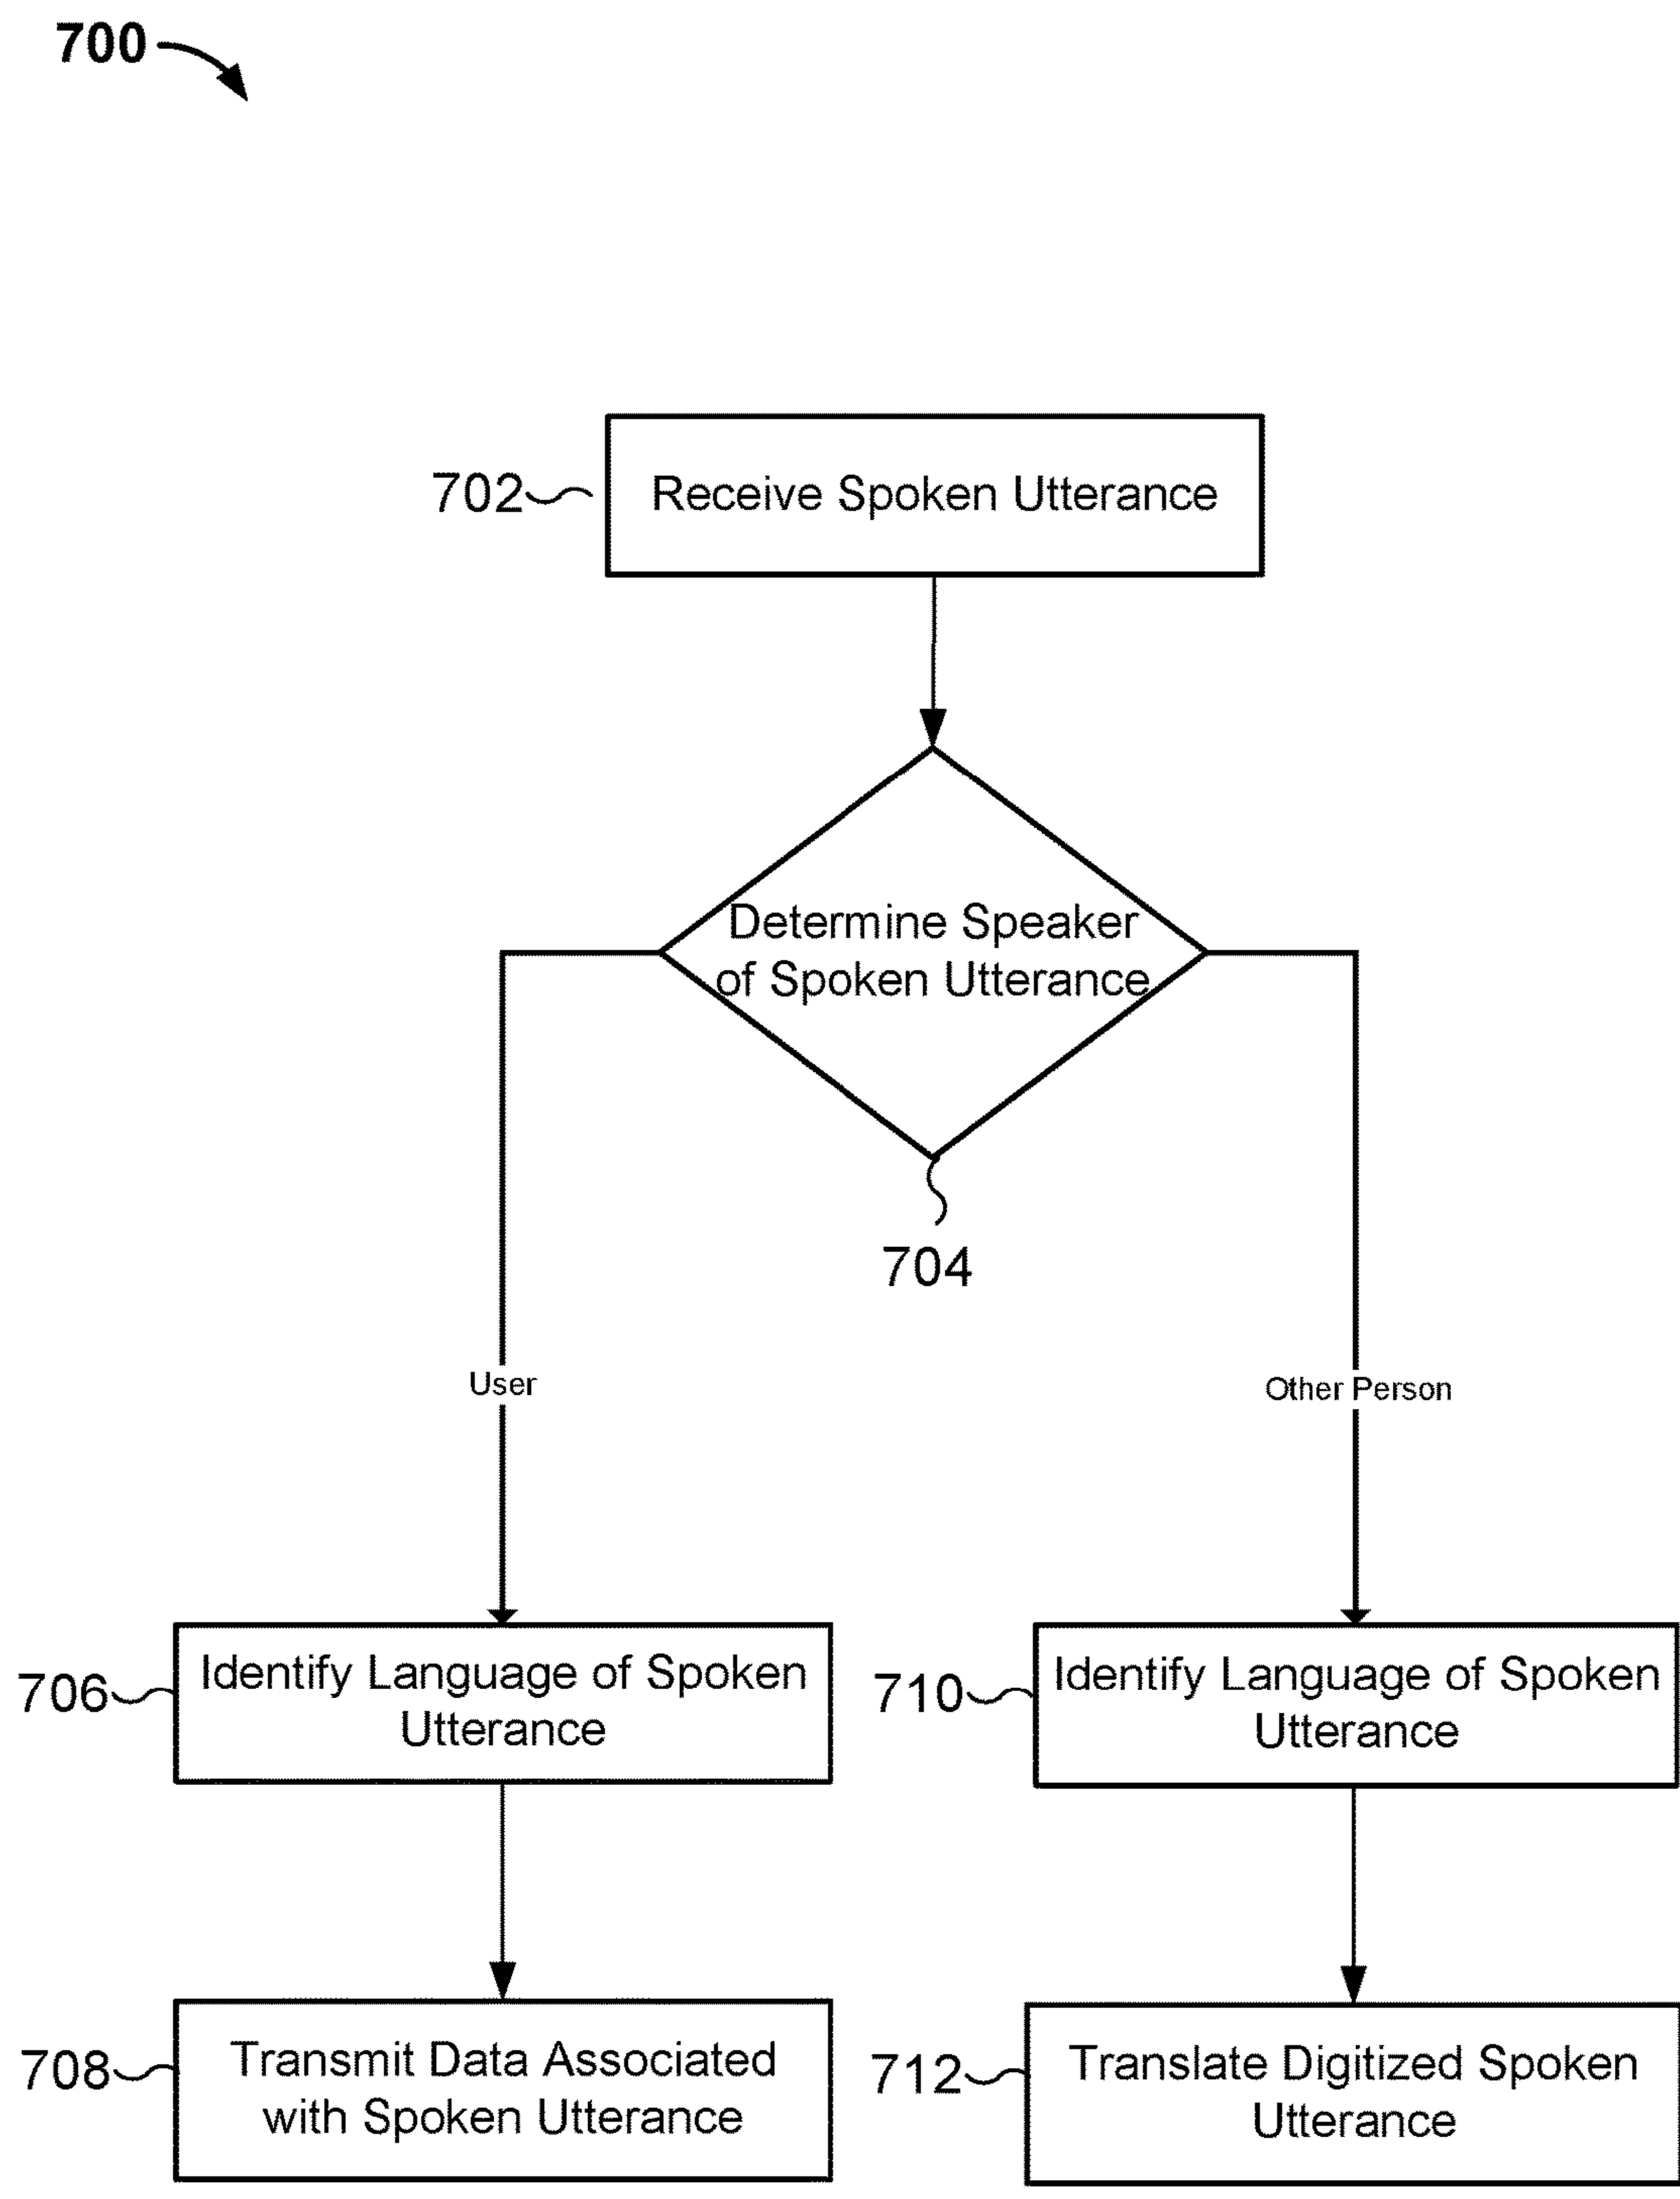 700
702
Receive Spoken Utterance
Determine Speaker
of Spoken Utterance
704
User
Other Person
706
Identify Language of Spoken
Utterance
710
Identify Language of Spoken
Utterance
708
Transmit Data Associated
with Spoken Utterance
712
Translate Digitized Spoken
Utterance